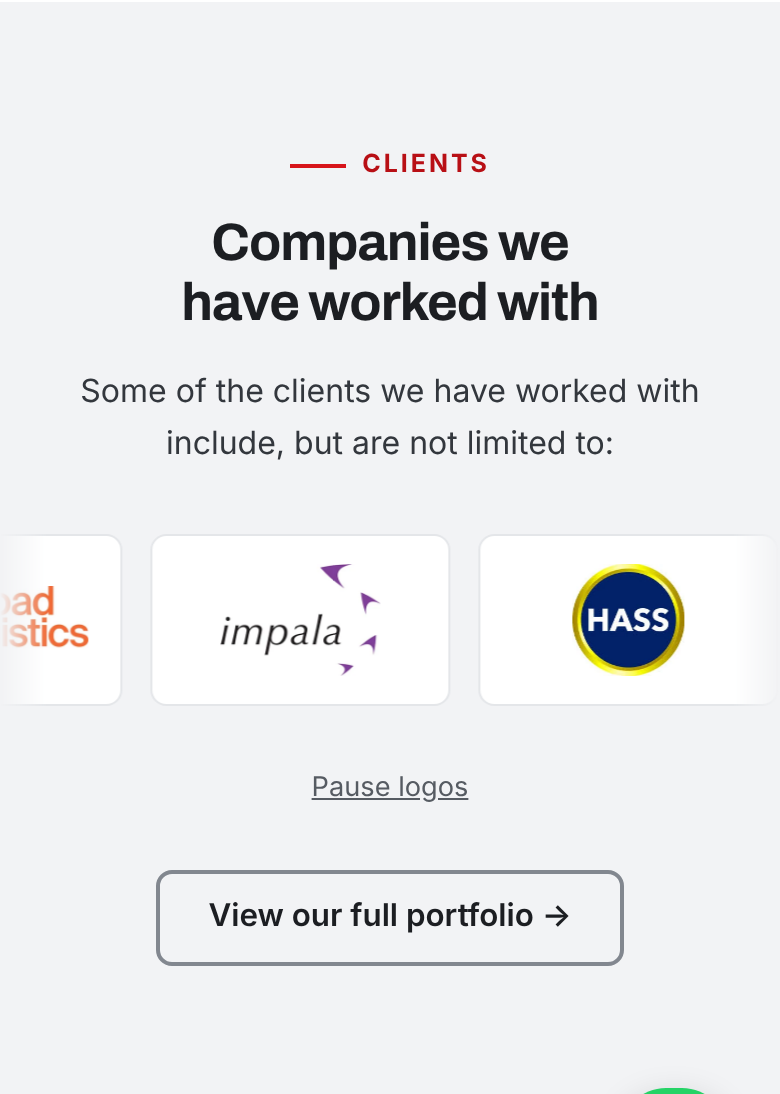 CLIENTS
Companies we
have worked with
Some of the clients we have worked with
include, but are not limited to:
impala
HASS
Pause logos
View our full portfolio →